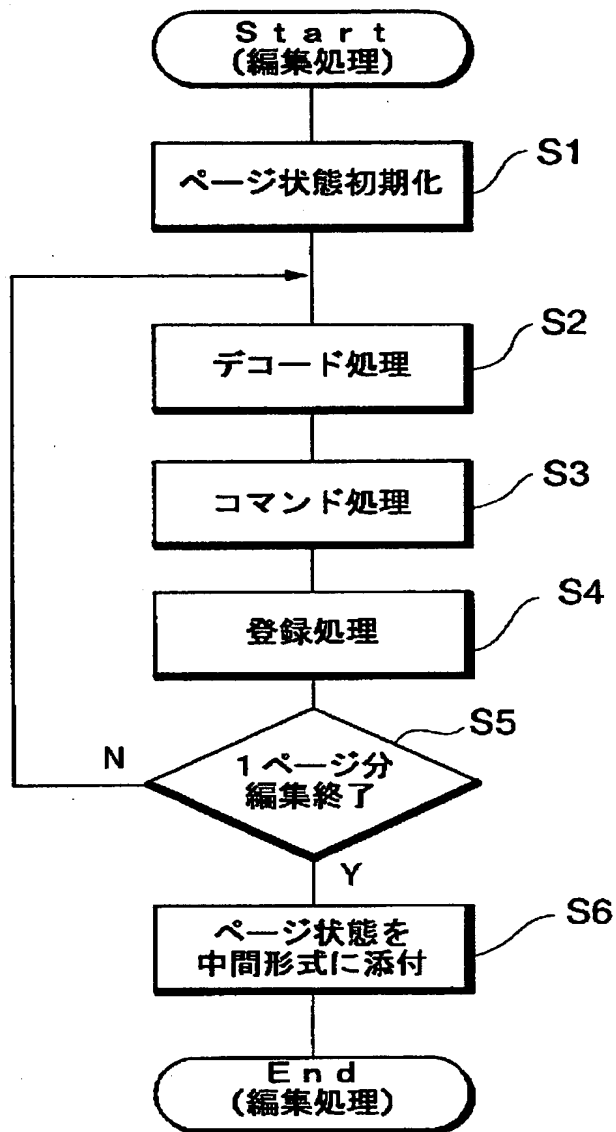 Start
(編集処理)
S1
ページ状態初期化
S2
デコード処理
S3
コマンド処理
S4
登録処理
S5
N
1ページ分
編集終了
Y
S6
ページ状態を
中間形式に添付
End
(編集処理)